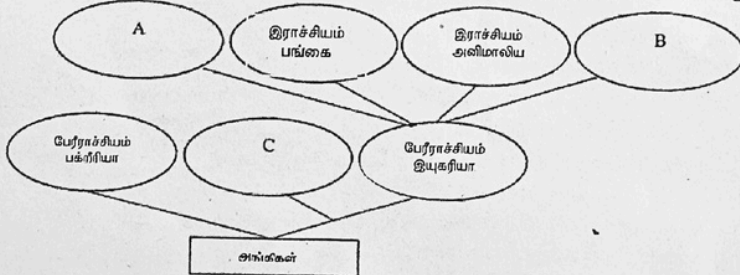 A
இராச்சியம்
பங்கை
இராச்சியம்
அனிமாலிய
B
பேரீராச்சியம்
பக்ரீரியா
C
பேரீராச்சியம்
இயுகரியா
அங்கிகள்